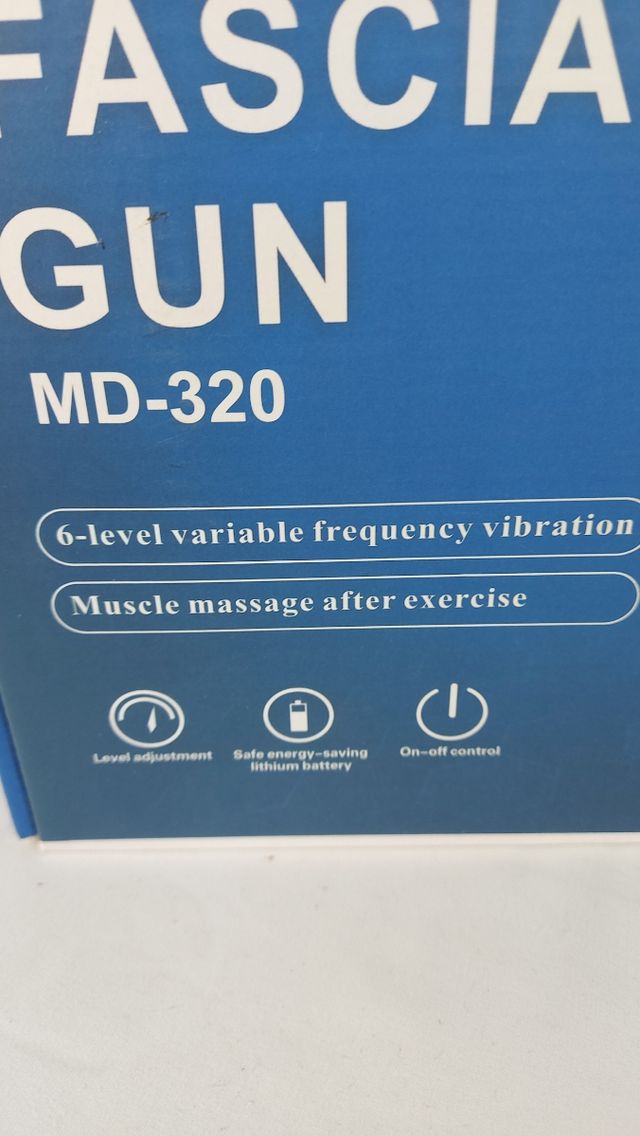 FASCIA
GUN
MD-320
6-level variable frequency vibration
Muscle massage after exercise
Level adjustment
Safe energy-saving
lithium battery
On-off control